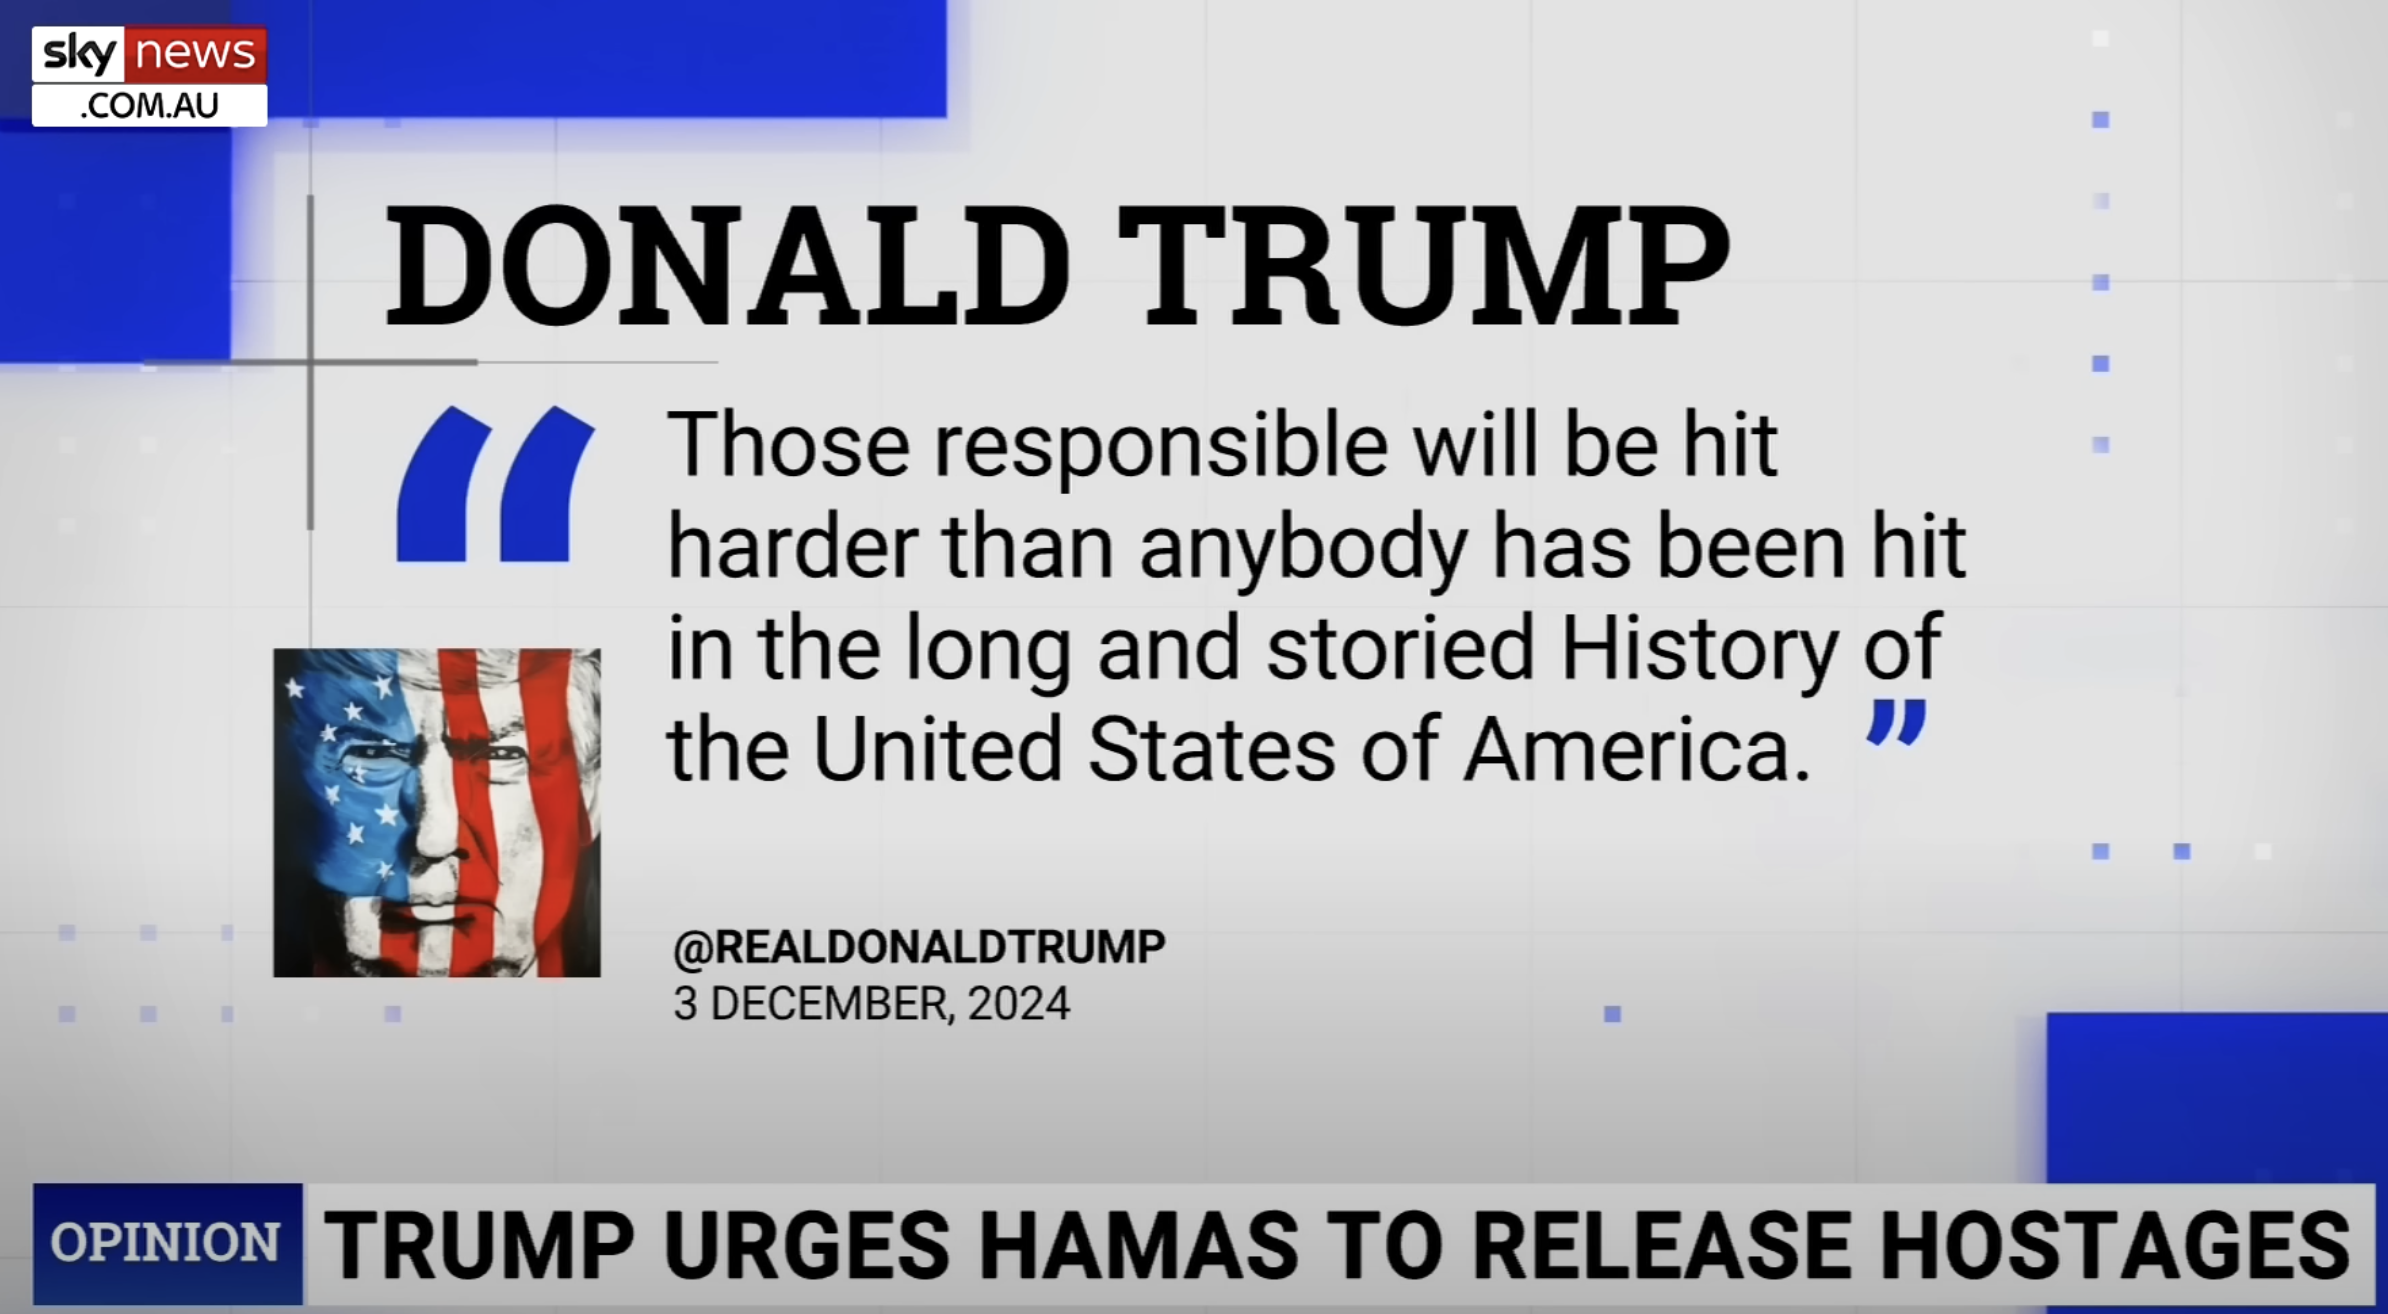 sky news
.COM.AU
DONALD TRUMP
“ Those responsible will be hit
harder than anybody has been hit
in the long and storied History of
the United States of America. ”
@REALDONALDTRUMP
3 DECEMBER, 2024
OPINION TRUMP URGES HAMAS TO RELEASE HOSTAGES